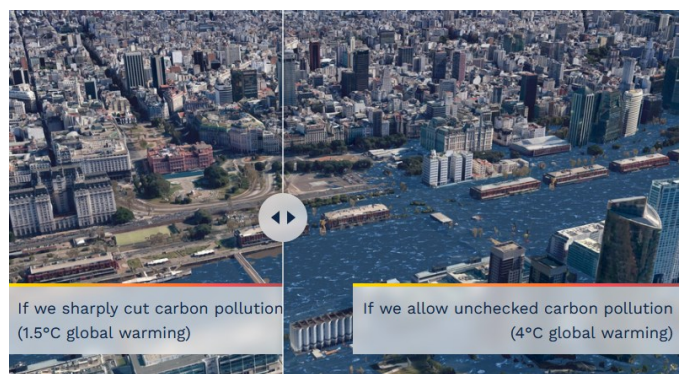 If we sharply cut carbon pollution
(1.5°C global warming)
If we allow unchecked carbon pollution
(4°C global warming)